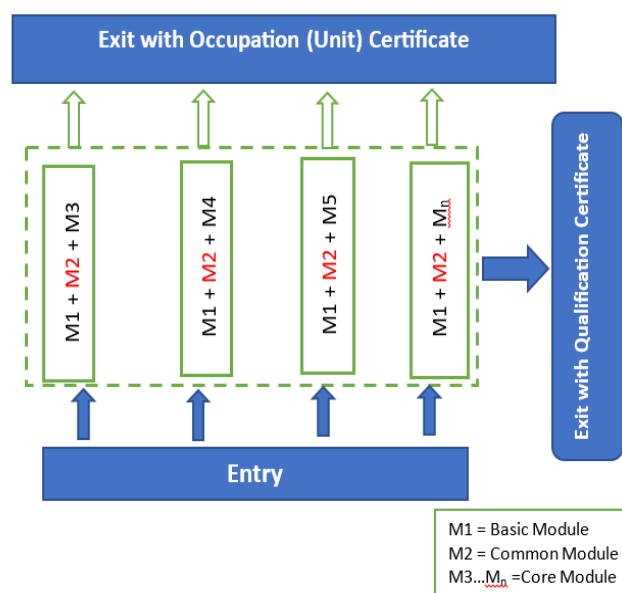 Exit with Occupation (Unit) Certificate
M1 + M2 + M3
M1 + M2 + M4
M1 + M2 + M5
M1 + M2 + Mn
Exit with Qualification Certificate
Entry
M1 = Basic Module
M2 = Common Module
M3...Mn =Core Module